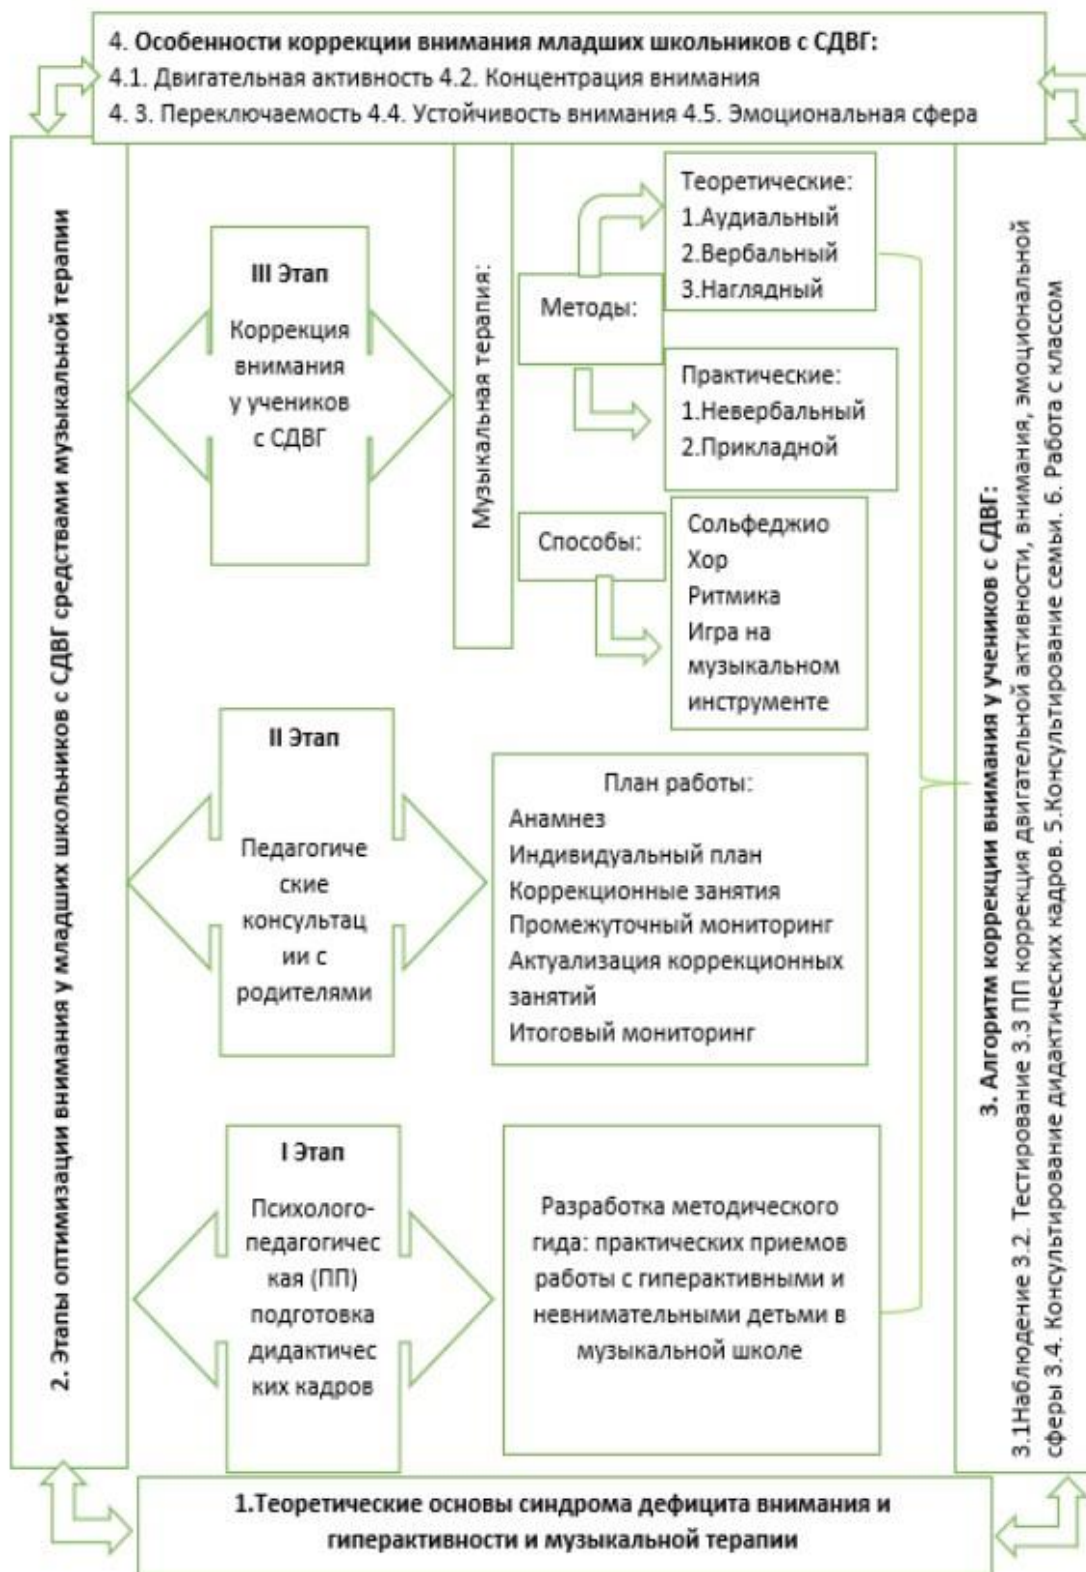 4. Особенности коррекции внимания младших школьников с СДВГ:
4.1. Двигательная активность 4.2. Концентрация внимания
4. 3. Переключаемость 4.4. Устойчивость внимания 4.5. Эмоциональная сфера
2. Этапы оптимизации внимания у младших школьников с СДВГ средствами музыкальной терапии
III Этап
Коррекция
внимания
у учеников
с СДВГ
Музыкальная терапия:
Методы:
Теоретические:
1.Аудиальный
2.Вербальный
3.Наглядный
Практические:
1.Невербальный
2.Прикладной
Способы:
Сольфеджио
Хор
Ритмика
Игра на
музыкальном
инструменте
II Этап
Педагогиче
ские
консультац
ии с
родителями
План работы:
Анамнез
Индивидуальный план
Коррекционные занятия
Промежуточный мониторинг
Актуализация коррекционных
занятий
Итоговый мониторинг
I Этап
Психолого-
педагогичес
кая (ПП)
подготовка
дидактичес
ких кадров
Разработка методического
гида: практических приемов
работы с гиперактивными и
невнимательными детьми в
музыкальной школе
3. Алгоритм коррекции внимания у учеников с СДВГ:
3.1Наблюдение 3.2. Тестирование 3.3 ПП коррекция двигательной активности, внимания, эмоциональной
сферы 3.4. Консультирование дидактических кадров. 5.Консультирование семьи. 6. Работа с классом
1.Теоретические основы синдрома дефицита внимания и
гиперактивности и музыкальной терапии